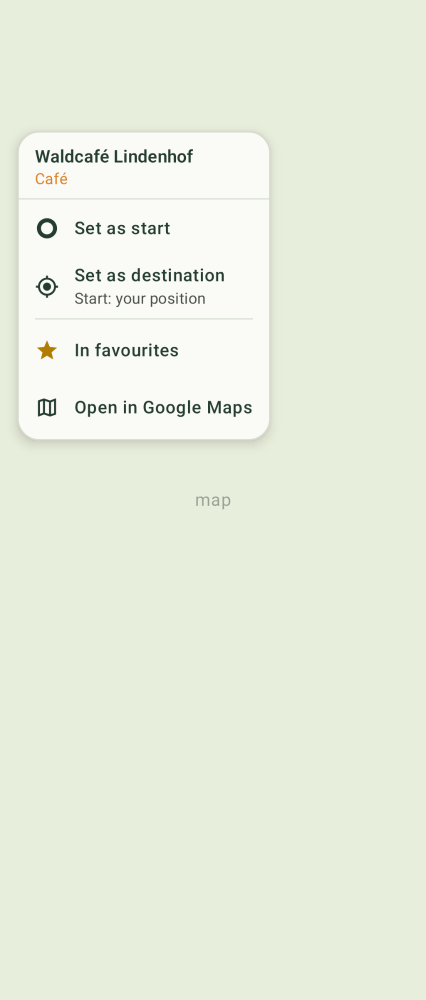 Waldcafé Lindenhof
Café
Set as start
Set as destination
Start: your position
In favourites
Open in Google Maps
map